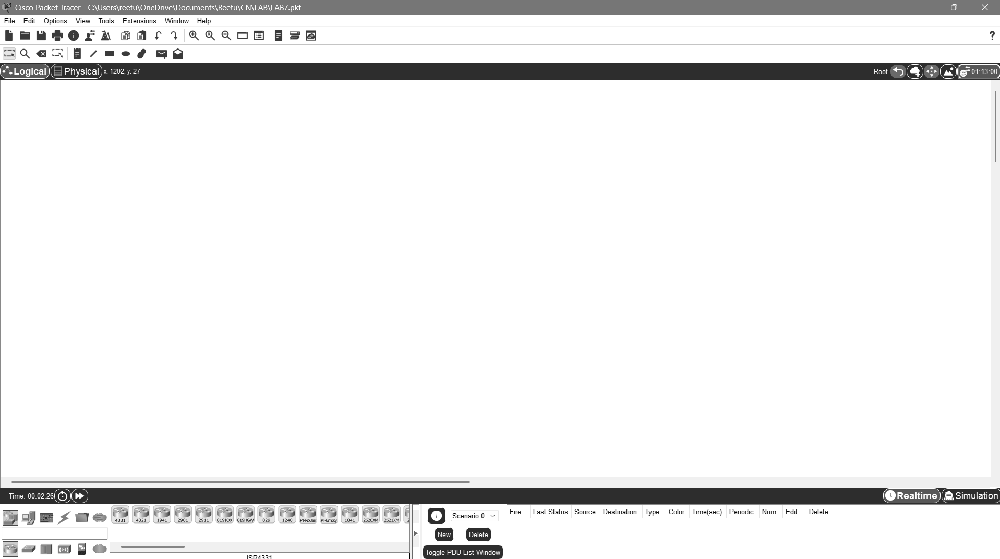 Cisco Packet Tracer - C:\Users\reetu\OneDrive\Documents\Reetu\CN\LAB\LAB7.pkt
File Edit Options View Tools Extensions Window Help
?
Logical Physical x: 1202, y: 27 Root 01:13:00
Time: 00:02:26 Realtime Simulation
4331 4321 1941 2901 2911 819IOX 819HGW 829 1240 PT-Router PT-Empty 1841 2620XM 2621XM 2
Scenario 0
New Delete
Toggle PDU List Window
Fire Last Status Source Destination Type Color Time(sec) Periodic Num Edit Delete
ISR4331